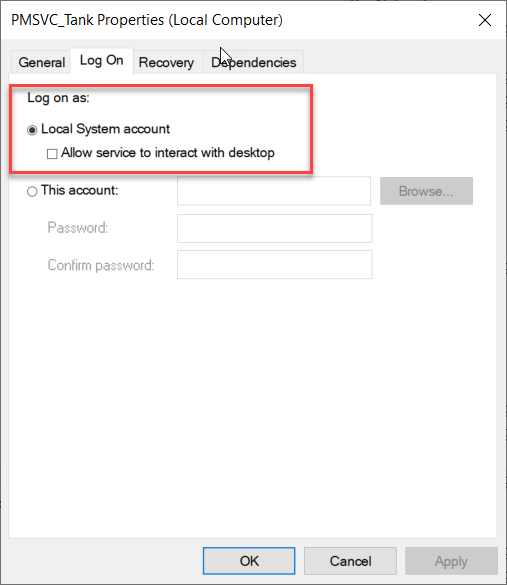 PMSVC_Tank Properties (Local Computer)
General Log On Recovery Dependencies
Log on as:
Local System account
Allow service to interact with desktop
This account:
Browse...
Password:
Confirm password:
OK Cancel Apply